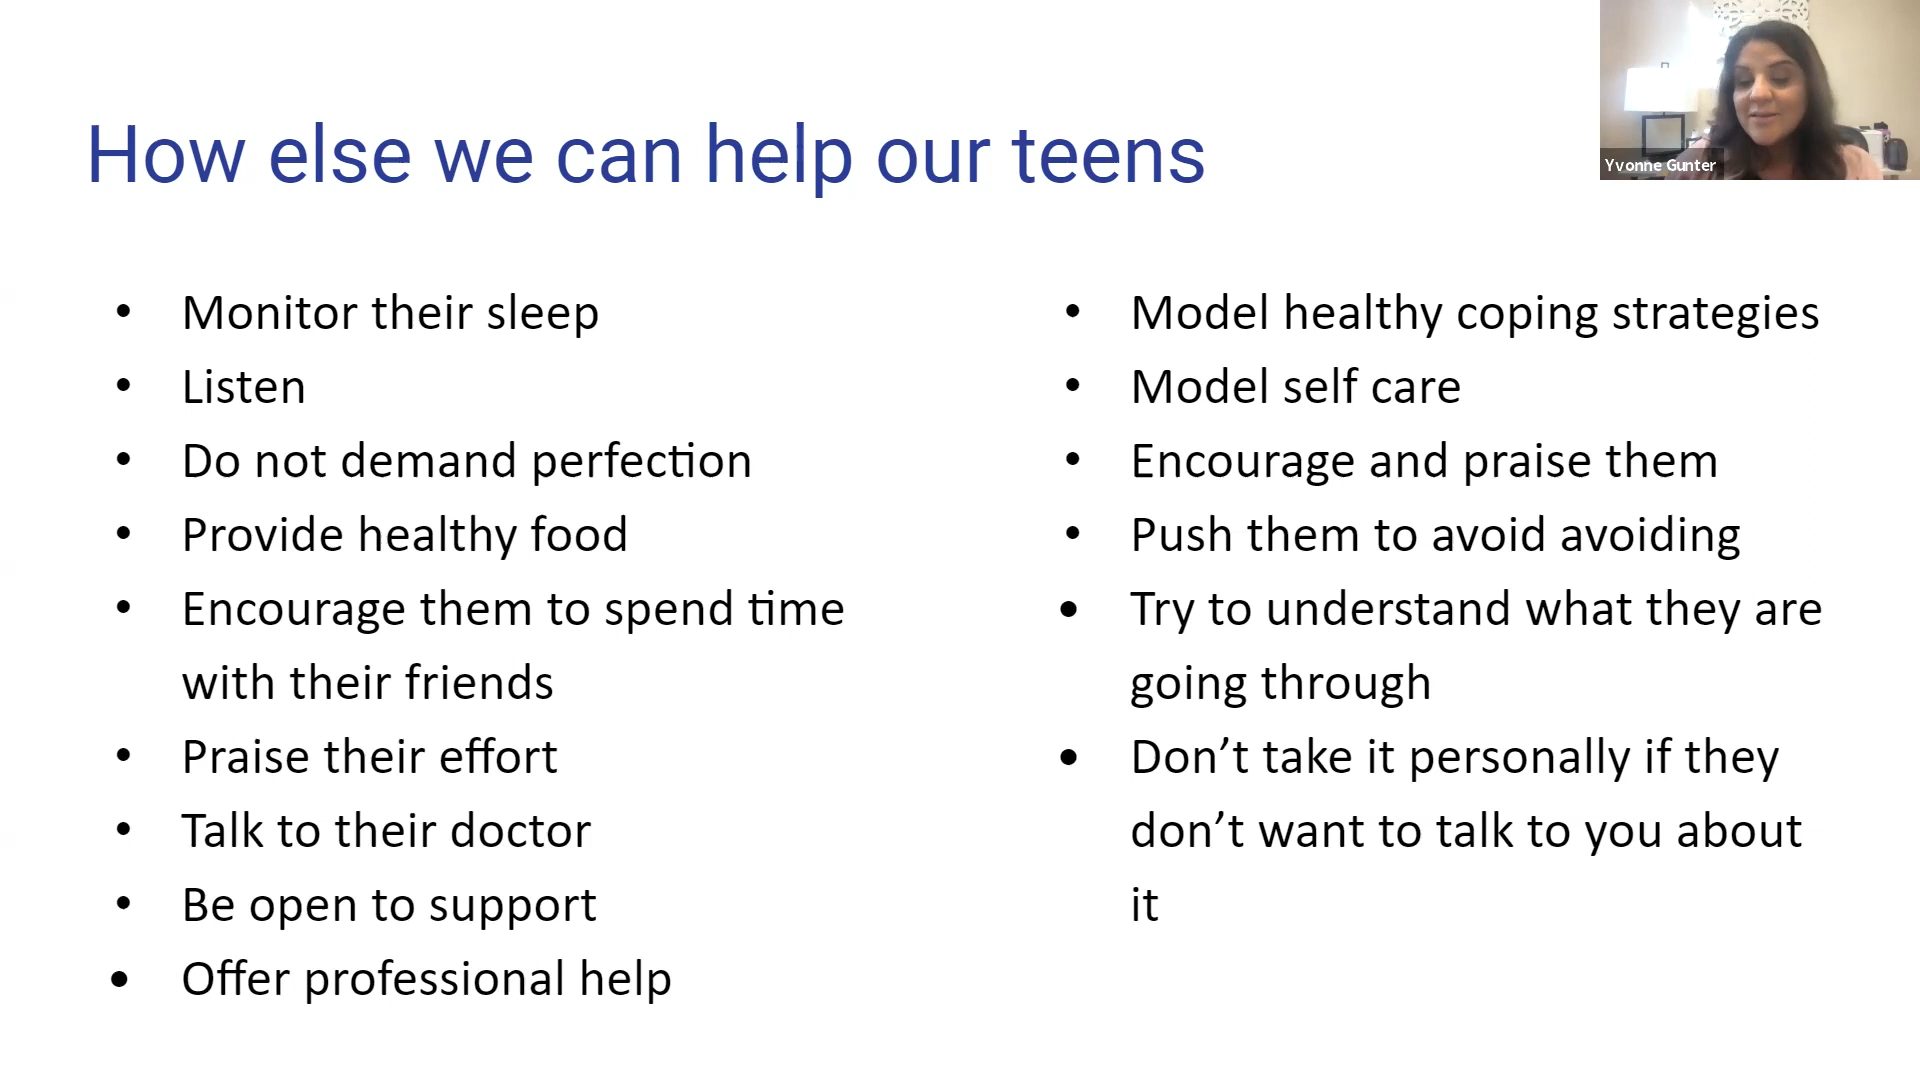 How else we can help our teens
Yvonne Gunter
• Monitor their sleep
• Listen
• Do not demand perfection
• Provide healthy food
• Encourage them to spend time
with their friends
• Praise their effort
• Talk to their doctor
• Be open to support
• Offer professional help
• Model healthy coping strategies
• Model self care
• Encourage and praise them
• Push them to avoid avoiding
• Try to understand what they are
going through
• Don’t take it personally if they
don’t want to talk to you about
it